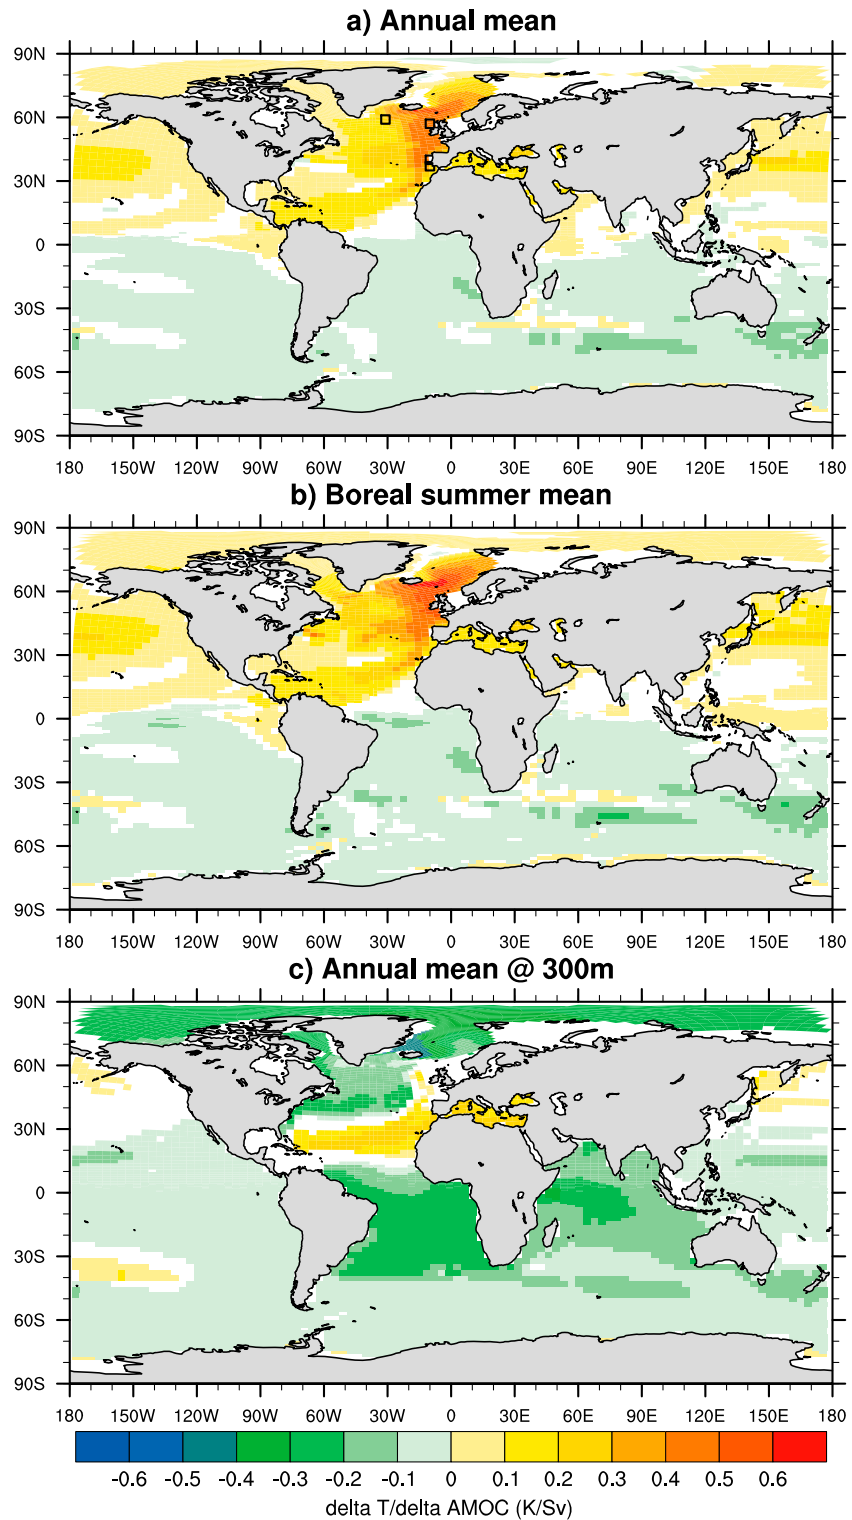 a) Annual mean
90N
60N
30N
0
30S
60S
90S
180 150W 120W 90W 60W 30W 0 30E 60E 90E 120E 150E 180
b) Boreal summer mean
90N
60N
30N
0
30S
60S
90S
180 150W 120W 90W 60W 30W 0 30E 60E 90E 120E 150E 180
c) Annual mean @ 300m
90N
60N
30N
0
30S
60S
90S
180 150W 120W 90W 60W 30W 0 30E 60E 90E 120E 150E 180
-0.6 -0.5 -0.4 -0.3 -0.2 -0.1 0 0.1 0.2 0.3 0.4 0.5 0.6
delta T/delta AMOC (K/Sv)